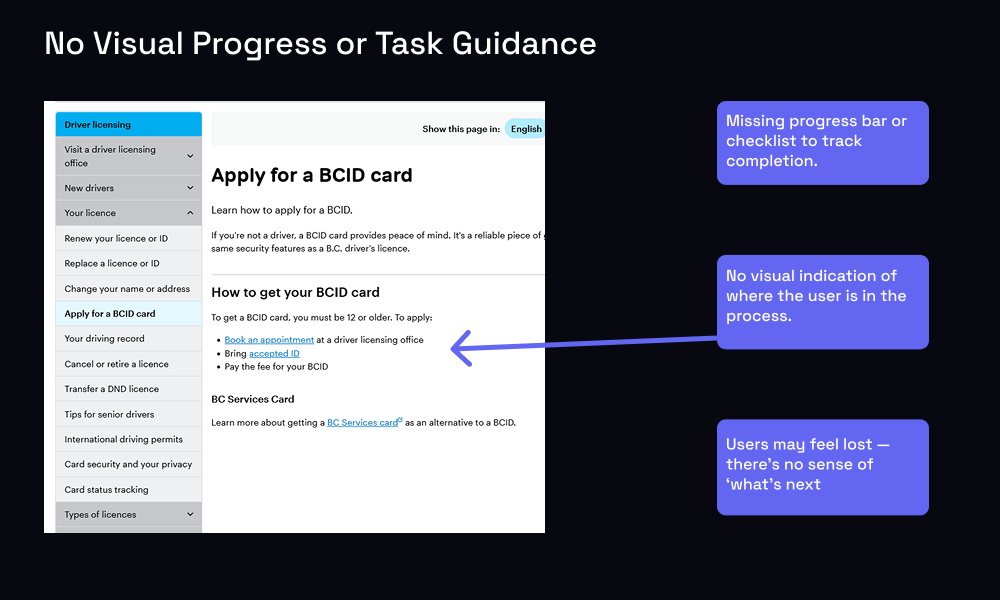 No Visual Progress or Task Guidance
Driver licensing
Visit a driver licensing
office
New drivers
Your licence
Renew your licence or ID
Replace a licence or ID
Change your name or address
Apply for a BCID card
Your driving record
Cancel or retire a licence
Transfer a DND licence
Tips for senior drivers
International driving permits
Card security and your privacy
Card status tracking
Types of licences
Show this page in: English
Apply for a BCID card
Learn how to apply for a BCID.
If you're not a driver, a BCID card provides peace of mind. It's a reliable piece of
same security features as a B.C. driver's licence.
How to get your BCID card
To get a BCID card, you must be 12 or older. To apply:
• Book an appointment at a driver licensing office
• Bring accepted ID
• Pay the fee for your BCID
BC Services Card
Learn more about getting a BC Services card as an alternative to a BCID.
Missing progress bar or
checklist to track
completion.
No visual indication of
where the user is in the
process.
Users may feel lost —
there's no sense of
‘what's next